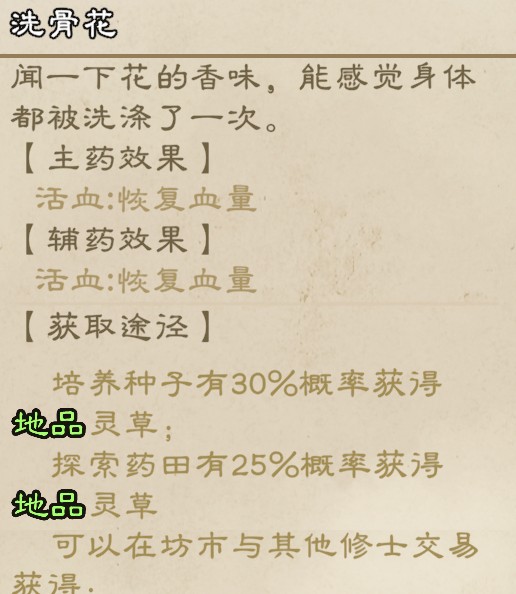 洗骨花
闻一下花的香味，能感觉身体
都被洗涤了一次。
【主药效果】
活血:恢复血量
【辅药效果】
活血:恢复血量
【获取途径】
培养种子有30%概率获得
地品灵草；
探索药田有25%概率获得
地品灵草
可以在坊市与其他修士交易
获得；